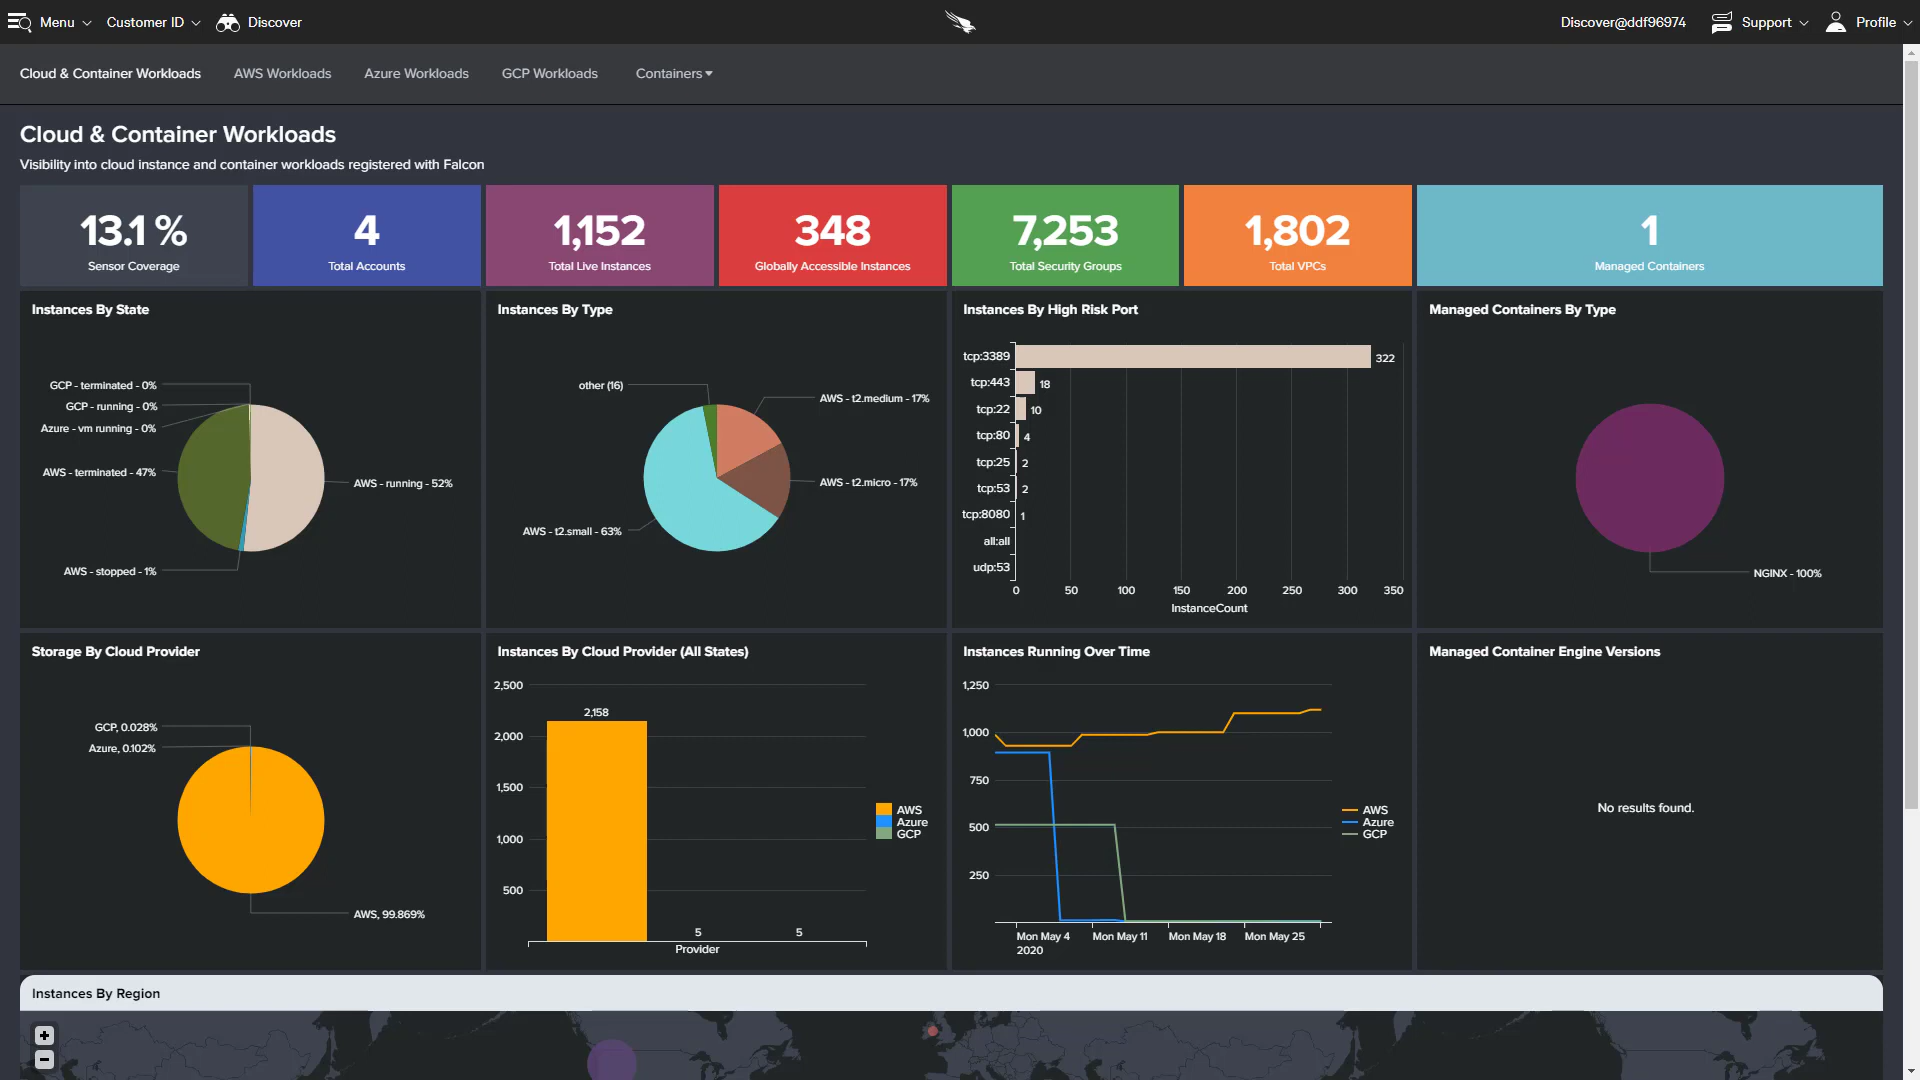 Menu
Customer ID
Discover
Discover@ddf96974
Support
Profile
Cloud & Container Workloads
AWS Workloads
Azure Workloads
GCP Workloads
Containers
Cloud & Container Workloads
Visibility into cloud instance and container workloads registered with Falcon
13.1 %
Sensor Coverage
4
Total Accounts
1,152
Total Live Instances
348
Globally Accessible Instances
7,253
Total Security Groups
1,802
Total VPCs
1
Managed Containers
Instances By State
GCP - terminated - 0%
GCP - running - 0%
Azure - vm running - 0%
AWS - terminated - 47%
AWS - running - 52%
AWS - stopped - 1%
Instances By Type
other (16)
AWS - t2.medium - 17%
AWS - t2.micro - 17%
AWS - t2.small - 63%
Instances By High Risk Port
tcp:3389
322
tcp:443
18
tcp:22
10
tcp:80
4
tcp:25
2
tcp:53
2
tcp:8080
1
all:all
udp:53
0
50
100
150
200
250
300
350
InstanceCount
Managed Containers By Type
NGINX - 100%
Storage By Cloud Provider
GCP, 0.028%
Azure, 0.102%
AWS, 99.869%
Instances By Cloud Provider (All States)
2,500
2,000
1,500
1,000
500
2,158
5
5
Provider
AWS
Azure
GCP
Instances Running Over Time
1,250
1,000
750
500
250
Mon May 4
2020
Mon May 11
Mon May 18
Mon May 25
AWS
Azure
GCP
Managed Container Engine Versions
No results found.
Instances By Region
+
−